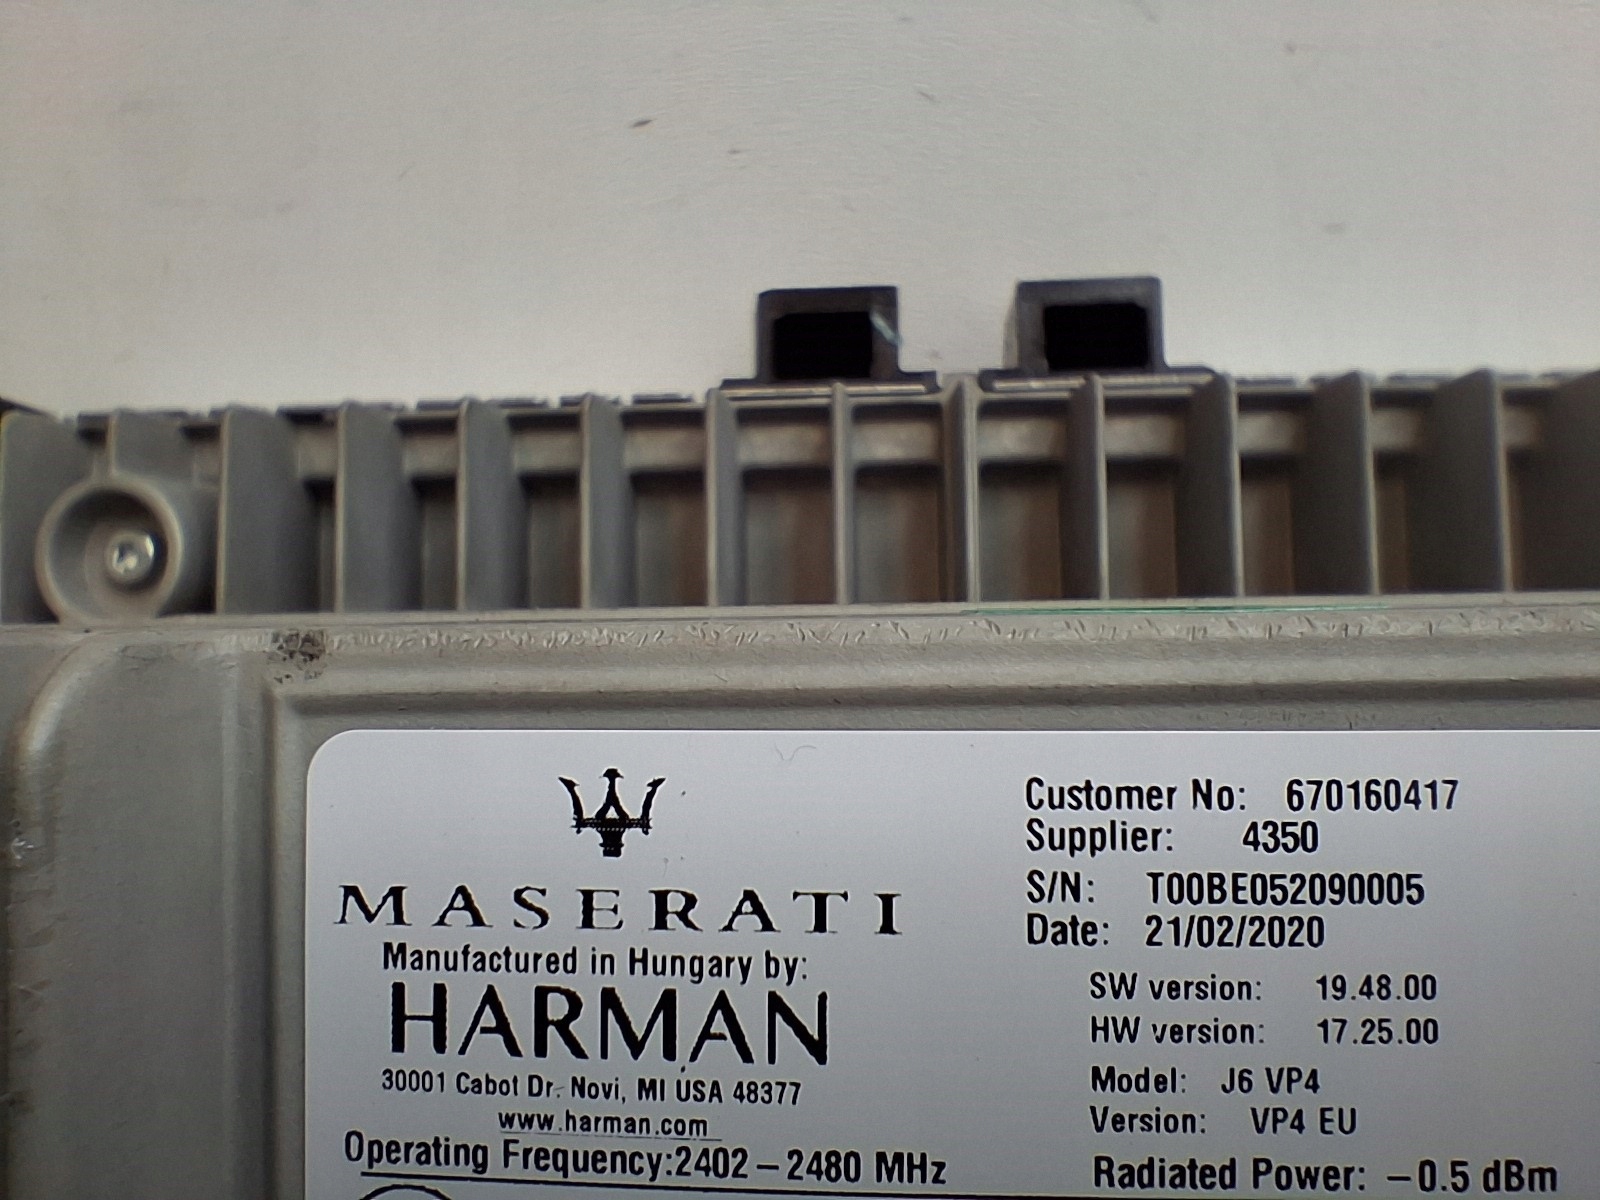 MASERATI
Manufactured in Hungary by:
HARMAN
30001 Cabot Dr. Novi, MI USA 48377
www.harman.com
Operating Frequency:2402 – 2480 MHz
Customer No: 670160417
Supplier: 4350
S/N: T00BE052090005
Date: 21/02/2020
SW version: 19.48.00
HW version: 17.25.00
Model: J6 VP4
Version: VP4 EU
Radiated Power: –0.5 dBm